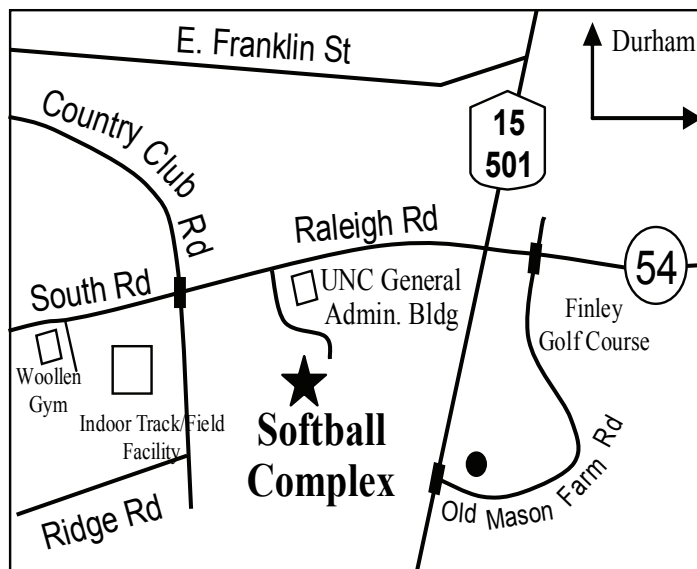 E. Franklin St
Durham
Country Club Rd
15
501
Raleigh Rd
South Rd
54
UNC General
Admin. Bldg
Finley
Golf Course
Woollen
Gym
Indoor Track/Field
Facility
Softball
Complex
Ridge Rd
Old Mason Farm Rd